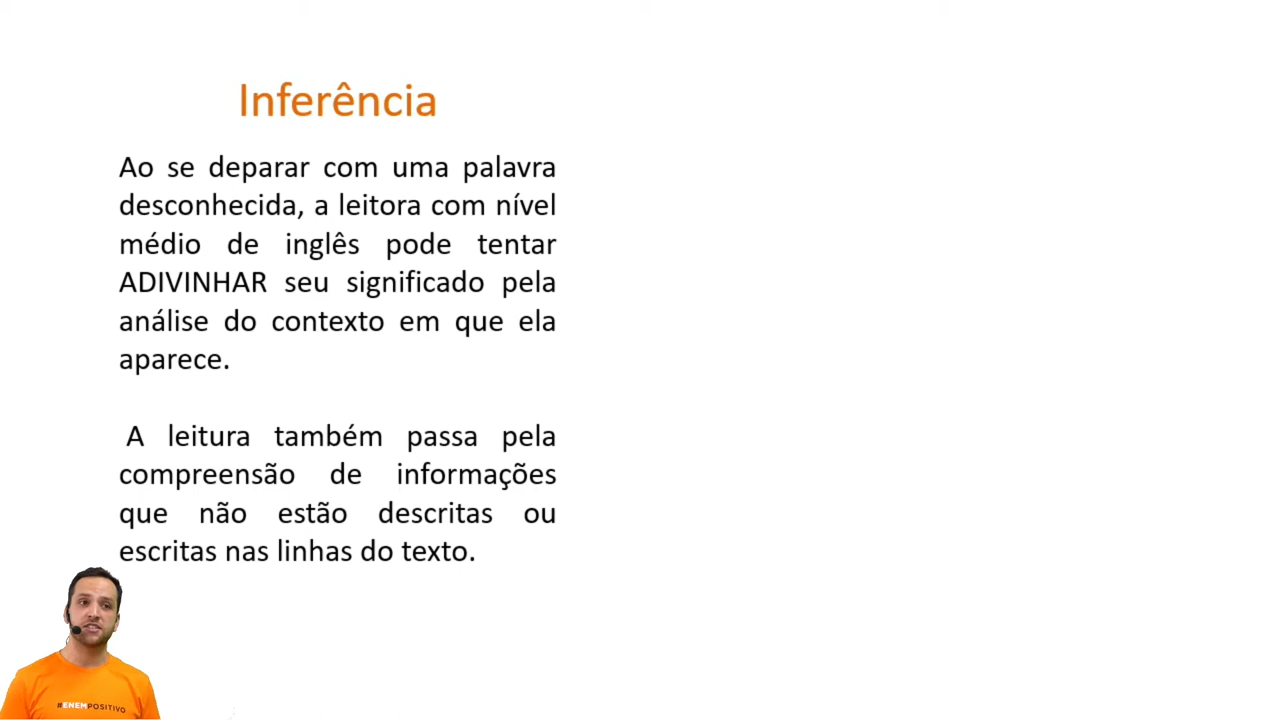 Inferência
Ao se deparar com uma palavra
desconhecida, a leitora com nível
médio de inglês pode tentar
ADIVINHAR seu significado pela
análise do contexto em que ela
aparece.
A leitura também passa pela
compreensão de informações
que não estão descritas ou
escritas nas linhas do texto.
#ENEMPOSITIVO